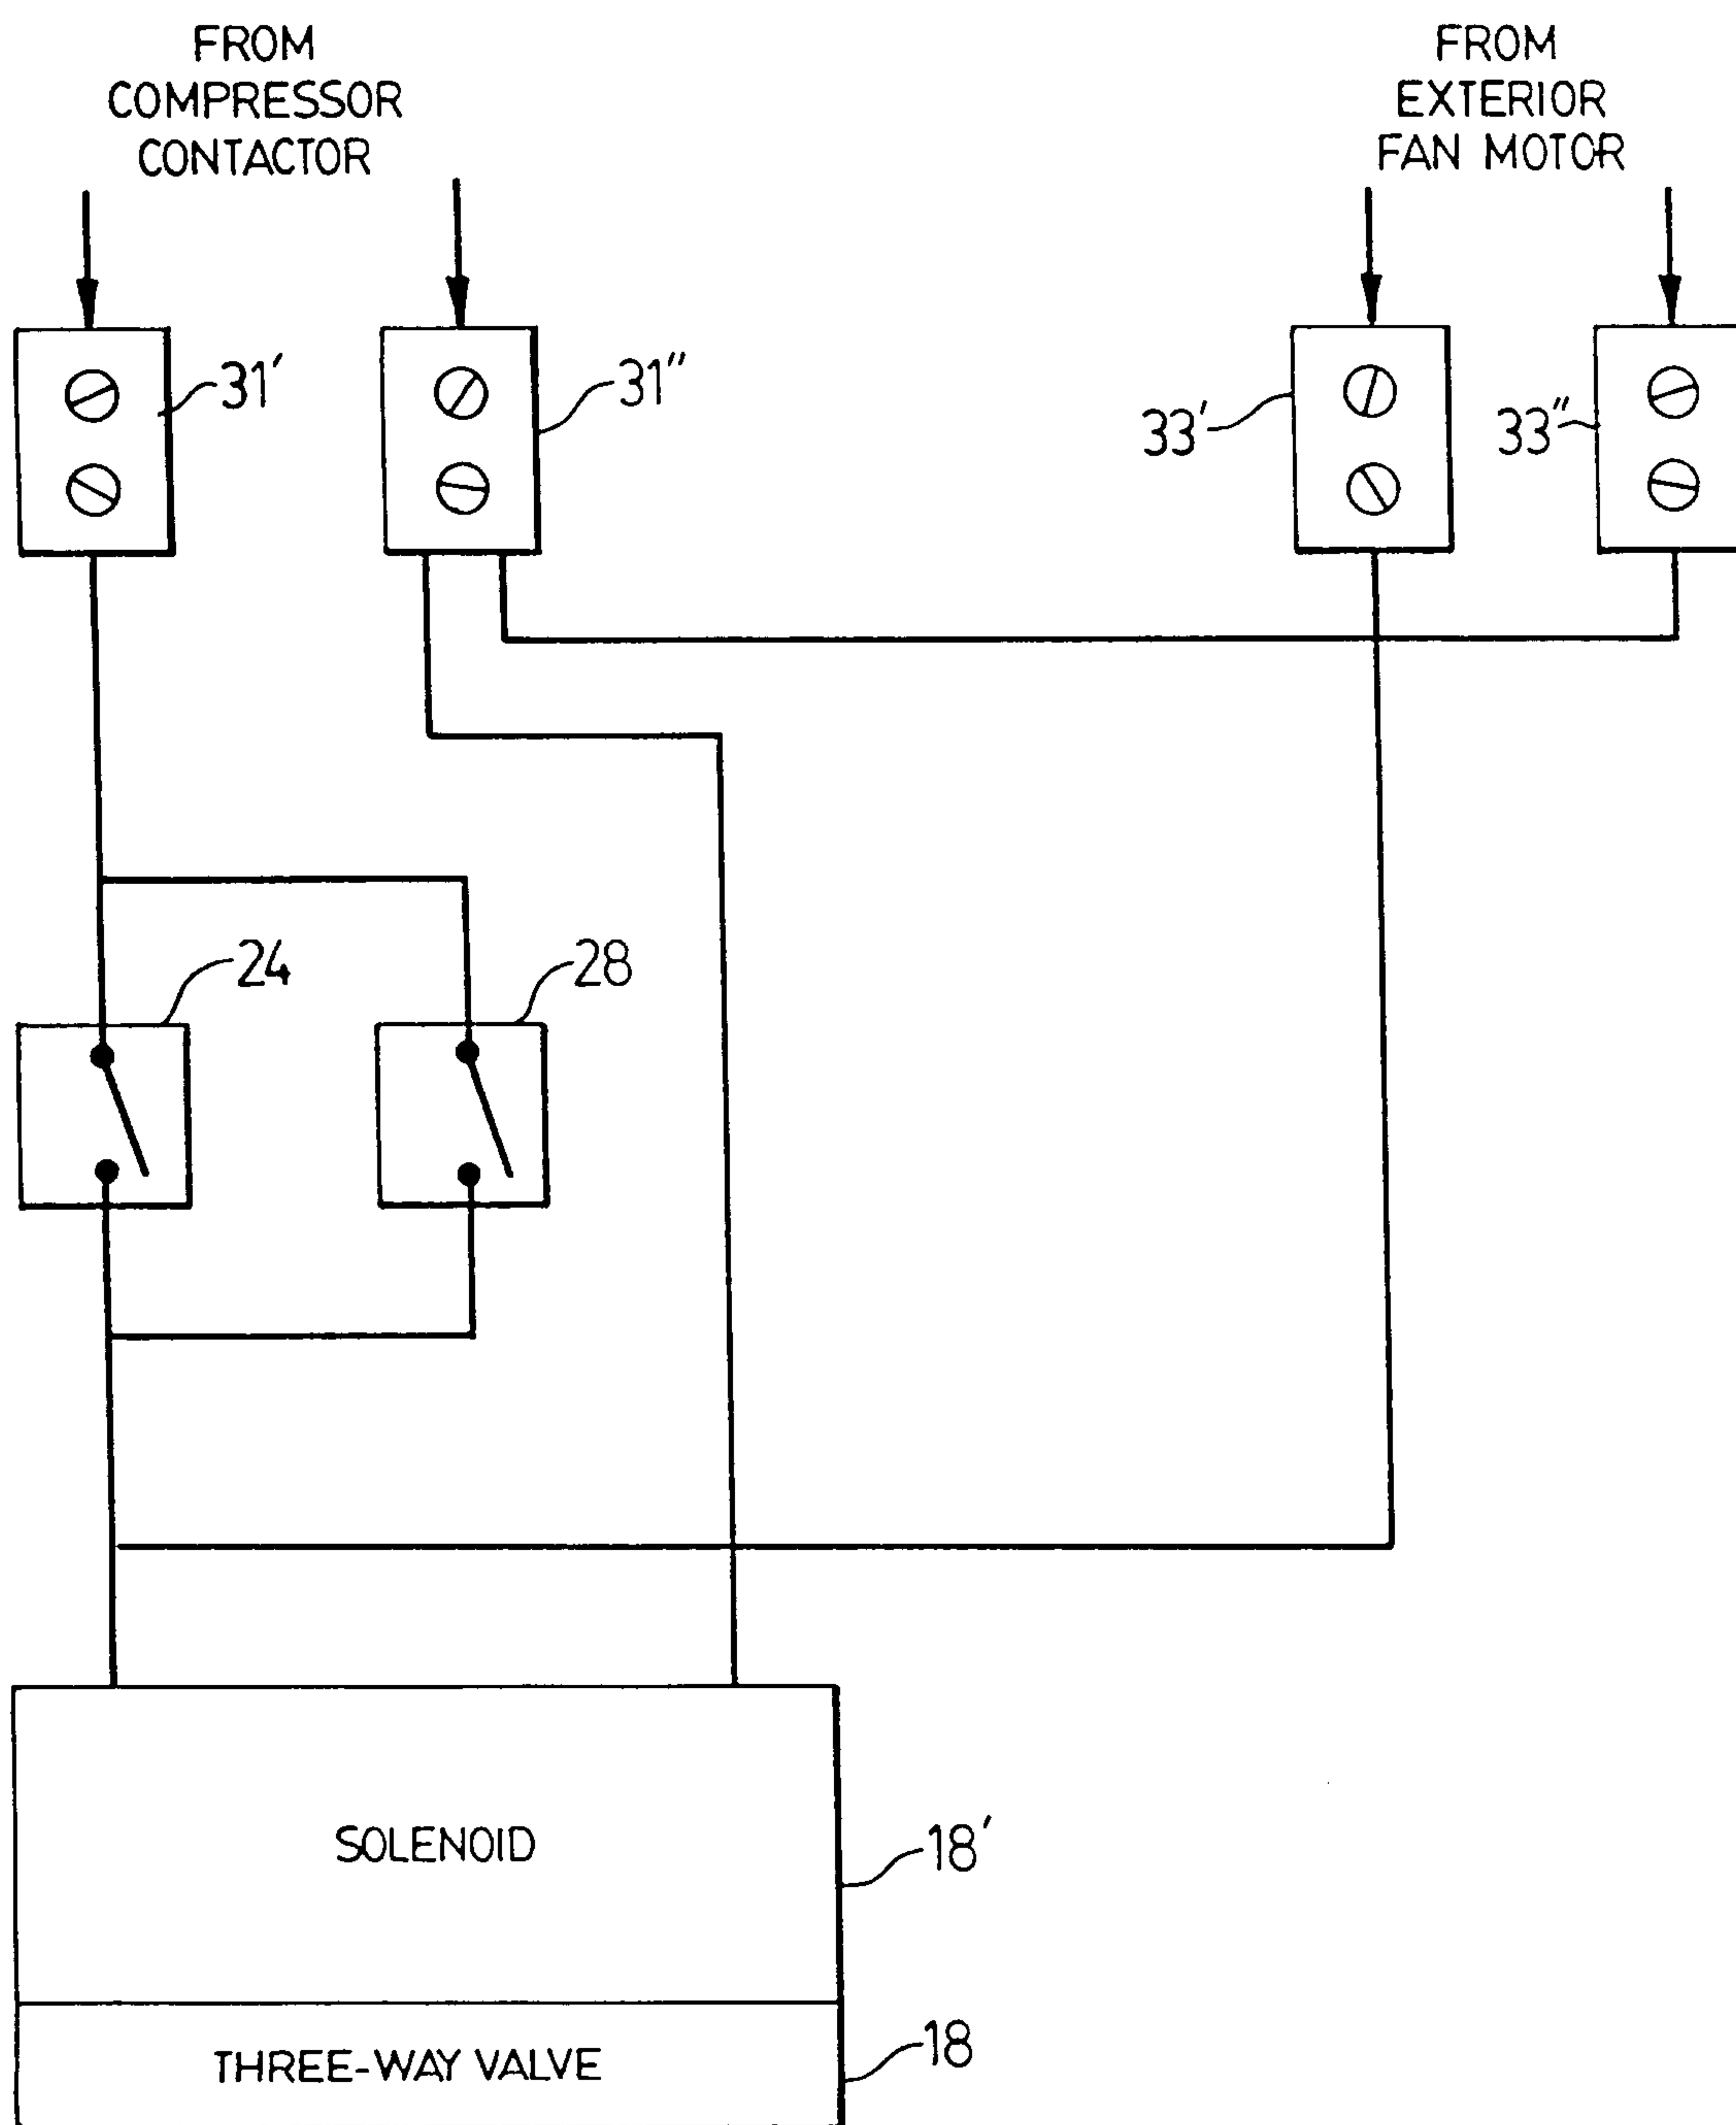 FROM
COMPRESSOR
CONTACTOR
FROM
EXTERIOR
FAN MOTOR
31'
31"
33'
33"
24
28
SOLENOID
18'
THREE-WAY VALVE
18